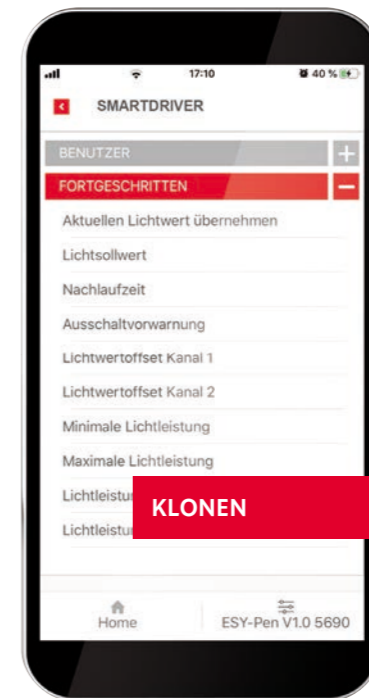 17:10
40 %
SMARTDRIVER
BENUTZER
FORTGESCHRITTEN
Aktuellen Lichtwert übernehmen
Lichtsollwert
Nachlaufzeit
Ausschaltvorwarnung
Lichtwertoffset Kanal 1
Lichtwertoffset Kanal 2
Minimale Lichtleistung
Maximale Lichtleistung
KLONEN
Home
ESY-Pen V1.0 5690